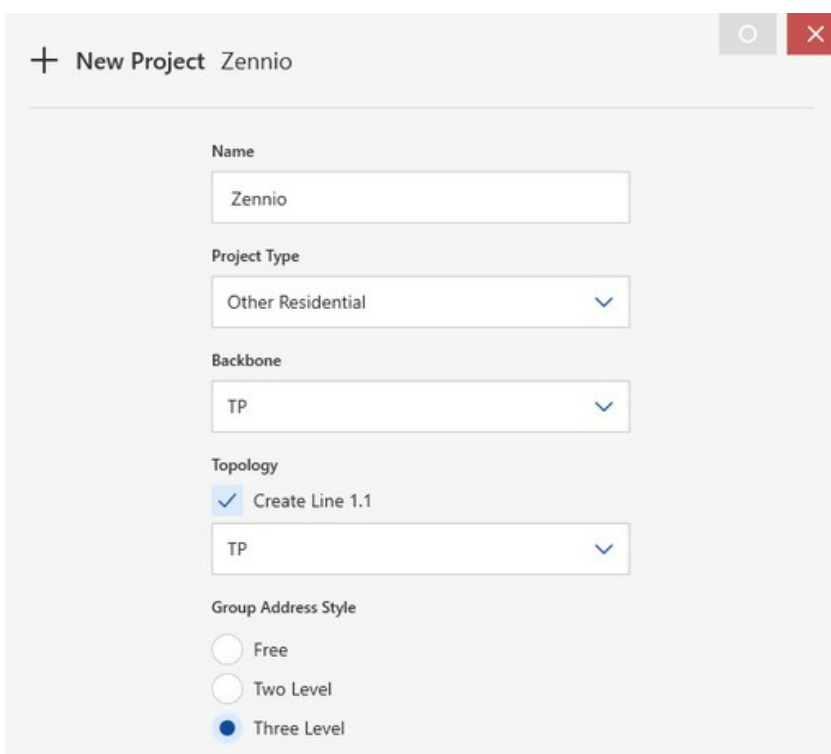 New Project Zennio
Name
Zennio
Project Type
Other Residential
Backbone
TP
Topology
Create Line 1.1
TP
Group Address Style
Free
Two Level
Three Level